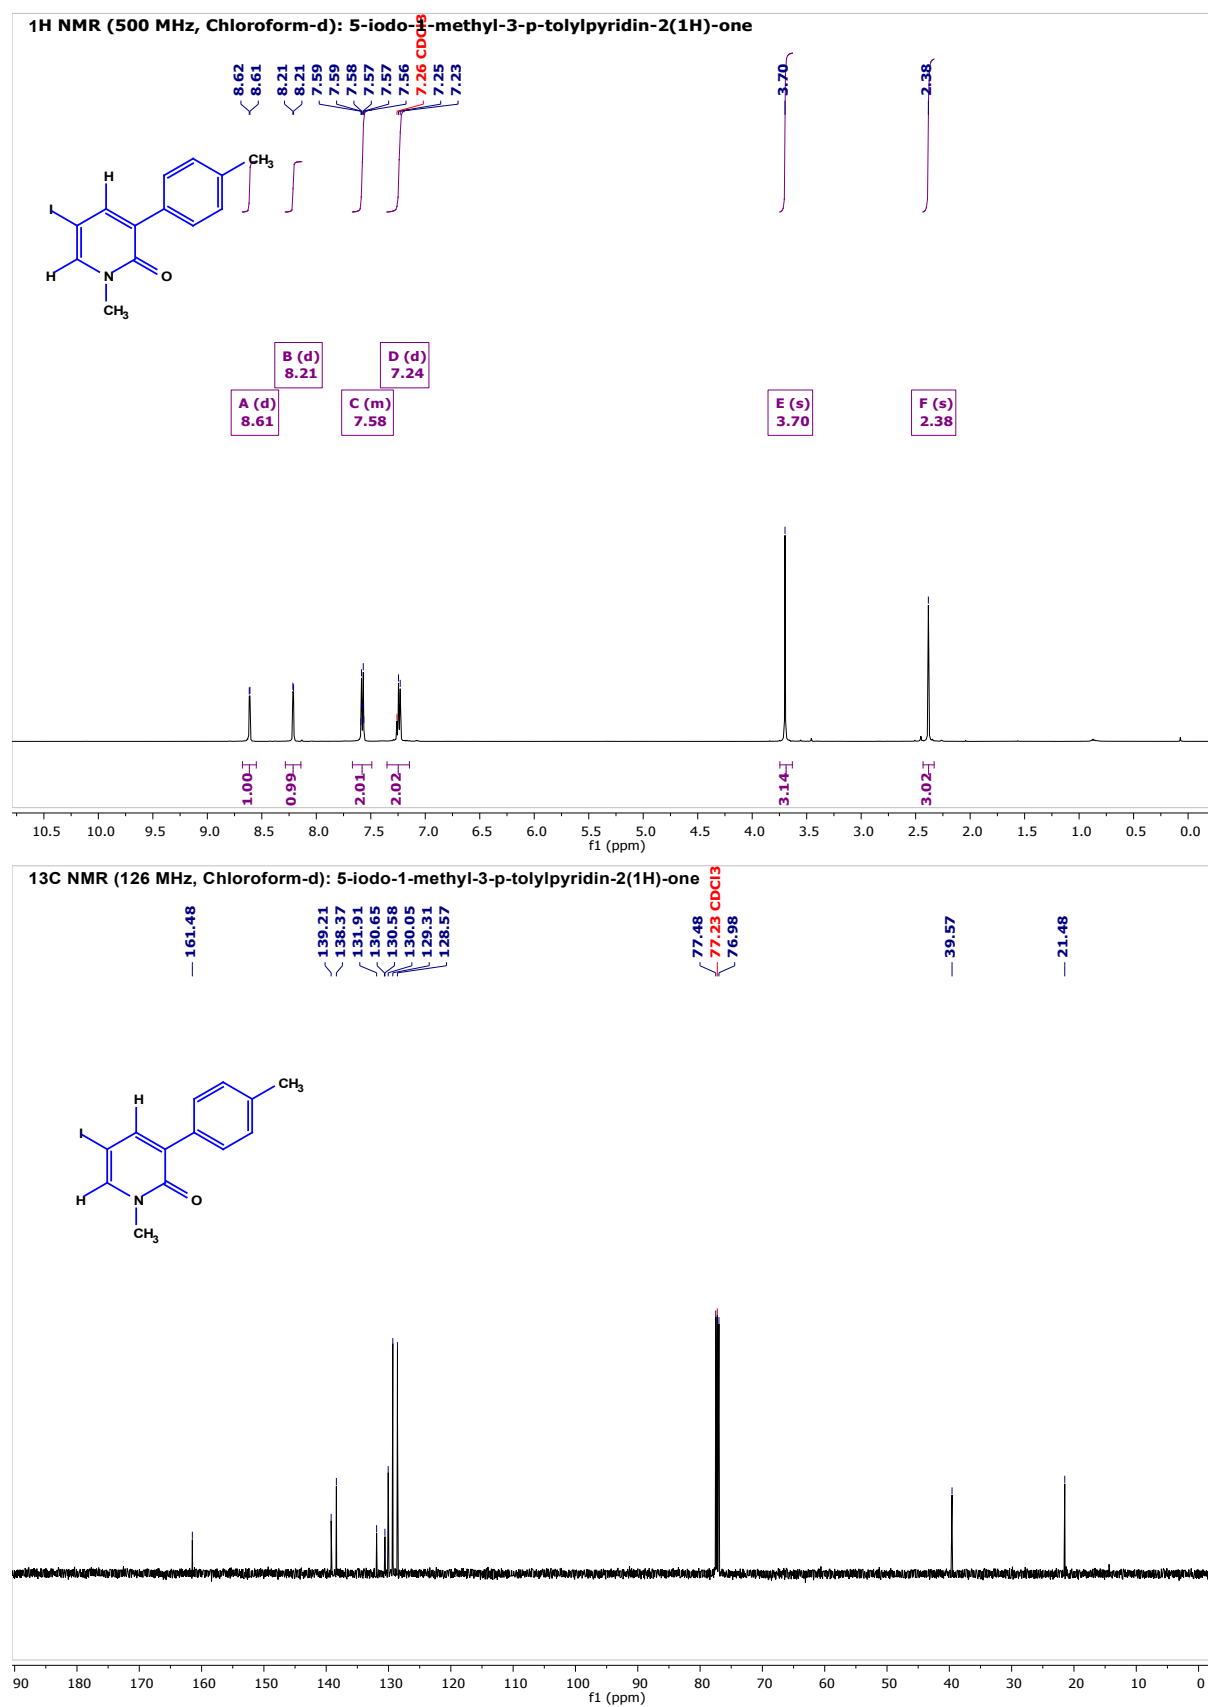 1H NMR (500 MHz, Chloroform-d): 5-iodo-1-methyl-3-p-tolylpyridin-2(1H)-one
8.62
8.61
8.21
8.21
7.59
7.59
7.58
7.57
7.57
7.56
7.26 CDCl3
7.25
7.23
3.70
2.38
CH3
H
I
H
N
O
CH3
B (d)
8.21
D (d)
7.24
A (d)
8.61
C (m)
7.58
E (s)
3.70
F (s)
2.38
1.00
0.99
2.01
2.02
3.14
3.02
10.5 10.0 9.5 9.0 8.5 8.0 7.5 7.0 6.5 6.0 5.5 5.0 4.5 4.0 3.5 3.0 2.5 2.0 1.5 1.0 0.5 0.0
f1 (ppm)
13C NMR (126 MHz, Chloroform-d): 5-iodo-1-methyl-3-p-tolylpyridin-2(1H)-one
161.48
139.21
138.37
131.91
130.65
130.58
130.05
129.31
128.57
77.48
77.23 CDCl3
76.98
39.57
21.48
CH3
H
I
H
N
O
CH3
90 180 170 160 150 140 130 120 110 100 90 80 70 60 50 40 30 20 10 0
f1 (ppm)